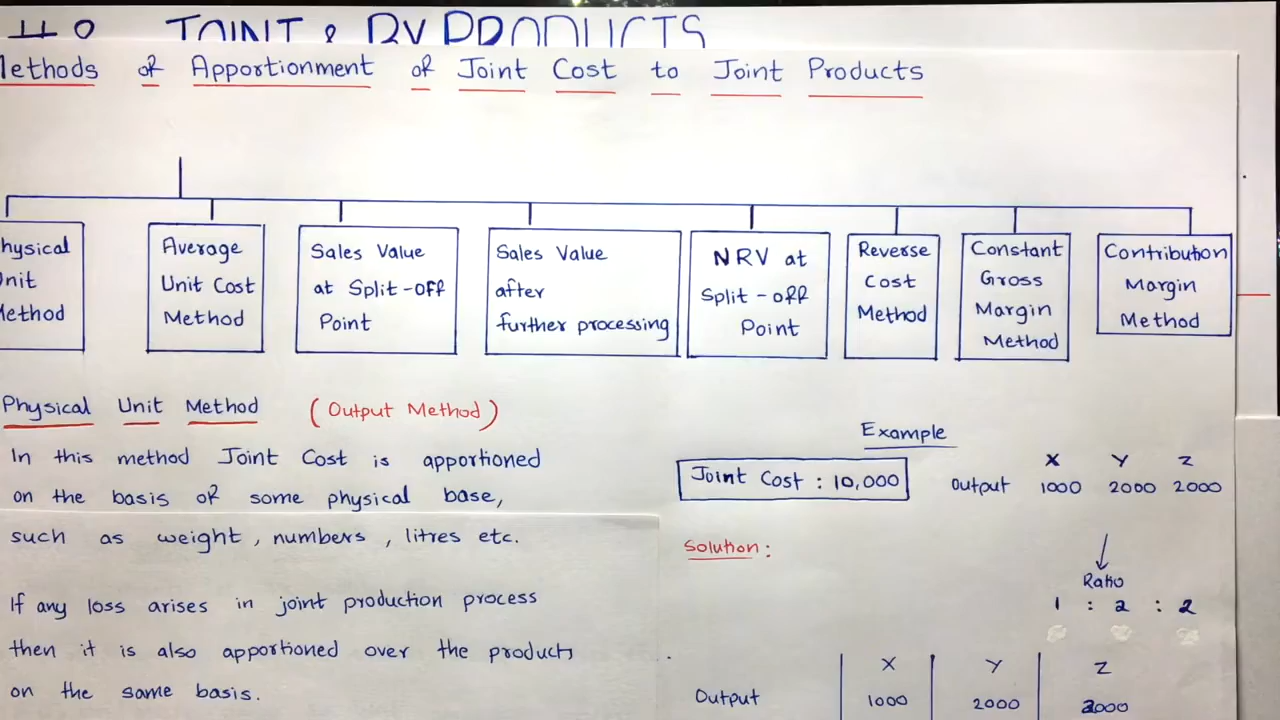 JOINT & BY PRODUCTS
Methods of Apportionment of Joint Cost to Joint Products
Physical
Unit
Method
Average
Unit Cost
Method
Sales Value
at Split-off
Point
Sales Value
after
further processing
NRV at
Split-off
Point
Reverse
Cost
Method
Constant
Gross
Margin
Method
Contribution
Margin
Method
Physical Unit Method (Output Method)
In this method Joint Cost is apportioned
on the basis of some physical base,
such as weight, numbers, litres etc.
If any loss arises in joint production process
then it is also apportioned over the products
on the same basis.
Example
Joint Cost : 10,000
X Y Z
Output 1000 2000 2000
Solution :
Ratio
1 : 2 : 2
X Y Z
Output 1000 2000 2000